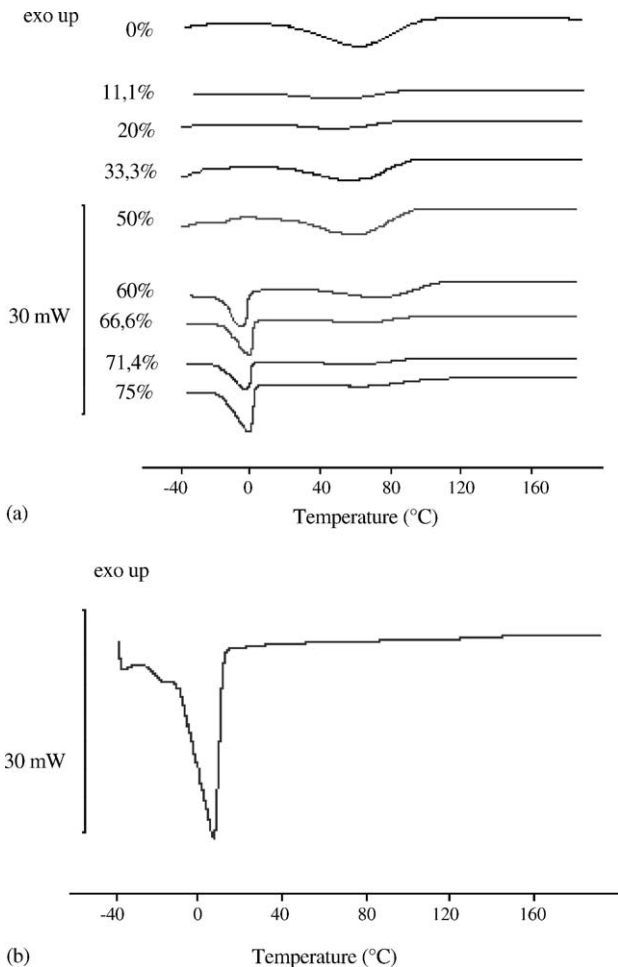 exo up
0%
11,1%
20%
33,3%
50%
60%
30 mW
66,6%
71,4%
75%
-40 0 40 80 120 160
(a)
Temperature (°C)
exo up
30 mW
-40 0 40 80 120 160
(b) Temperature (°C)